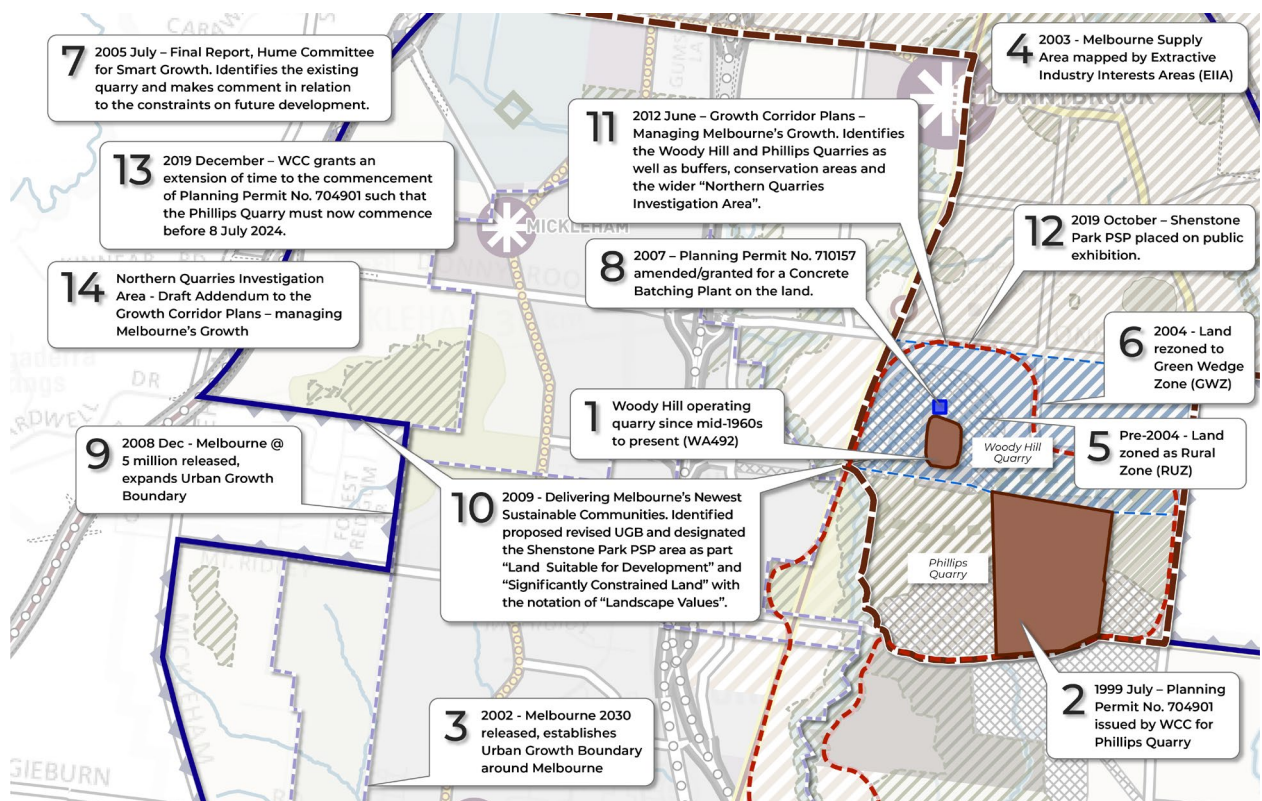 7
2005 July – Final Report, Hume Committee
for Smart Growth. Identifies the existing
quarry and makes comment in relation
to the constraints on future development.
4
2003 - Melbourne Supply
Area mapped by Extractive
Industry Interests Areas (EIIA)
11
2012 June – Growth Corridor Plans –
Managing Melbourne's Growth. Identifies
the Woody Hill and Phillips Quarries as
well as buffers, conservation areas and
the wider "Northern Quarries
Investigation Area".
13
2019 December – WCC grants an
extension of time to the commencement
of Planning Permit No. 704901 such that
the Phillips Quarry must now commence
before 8 July 2024.
12
2019 October – Shenstone
Park PSP placed on public
exhibition.
MICKLEHAM
8
2007 – Planning Permit No. 710157
amended/granted for a Concrete
Batching Plant on the land.
14
Northern Quarries Investigation
Area - Draft Addendum to the
Growth Corridor Plans – managing
Melbourne's Growth
6
2004 - Land
rezoned to
Green Wedge
Zone (GWZ)
DR
1
Woody Hill operating
quarry since mid-1960s
to present (WA492)
Woody Hill
Quarry
5
Pre-2004 - Land
zoned as Rural
Zone (RUZ)
9
2008 Dec - Melbourne @
5 million released,
expands Urban Growth
Boundary
10
2009 - Delivering Melbourne's Newest
Sustainable Communities. Identified
proposed revised UGB and designated
the Shenstone Park PSP area as part
"Land Suitable for Development" and
"Significantly Constrained Land" with
the notation of "Landscape Values".
FOREST
RED GUM
MT. RIDLEY
Phillips
Quarry
MICKLEHAM
2
1999 July – Planning
Permit No. 704901
issued by WCC for
Phillips Quarry
3
2002 - Melbourne 2030
released, establishes
Urban Growth Boundary
around Melbourne
GIEBURN